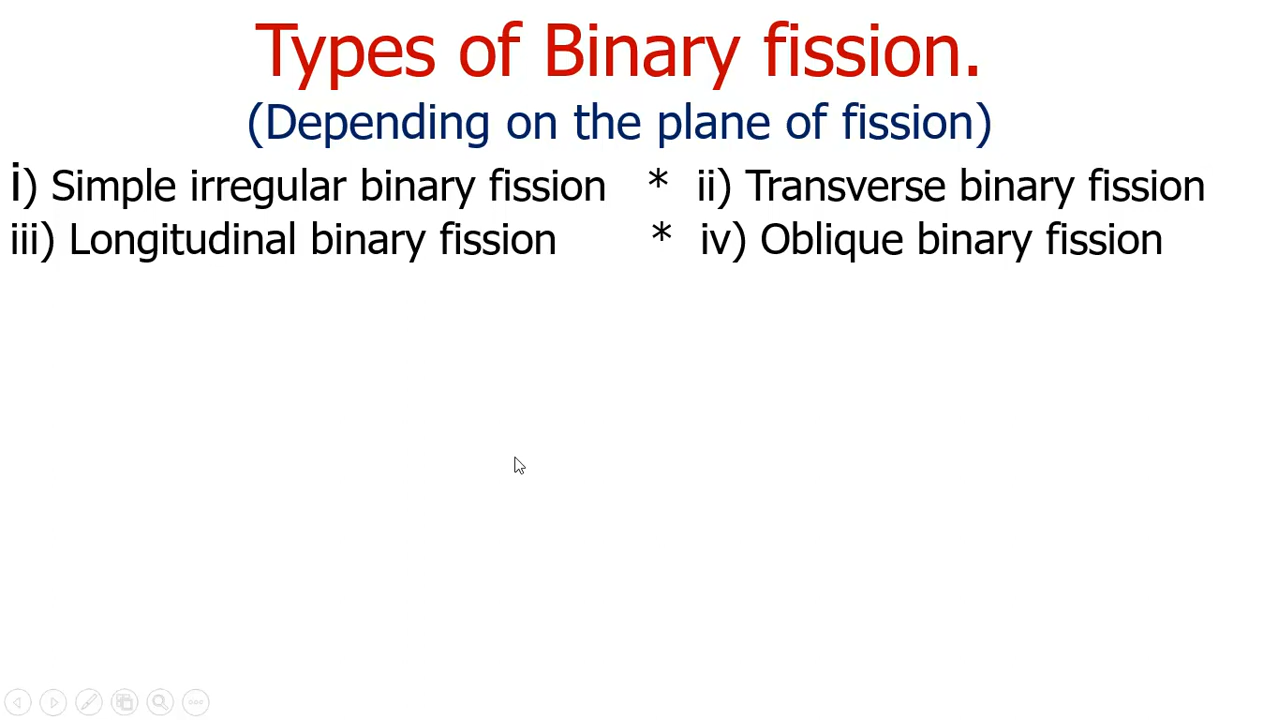 Types of Binary fission.
(Depending on the plane of fission)
i) Simple irregular binary fission * ii) Transverse binary fission
iii) Longitudinal binary fission * iv) Oblique binary fission